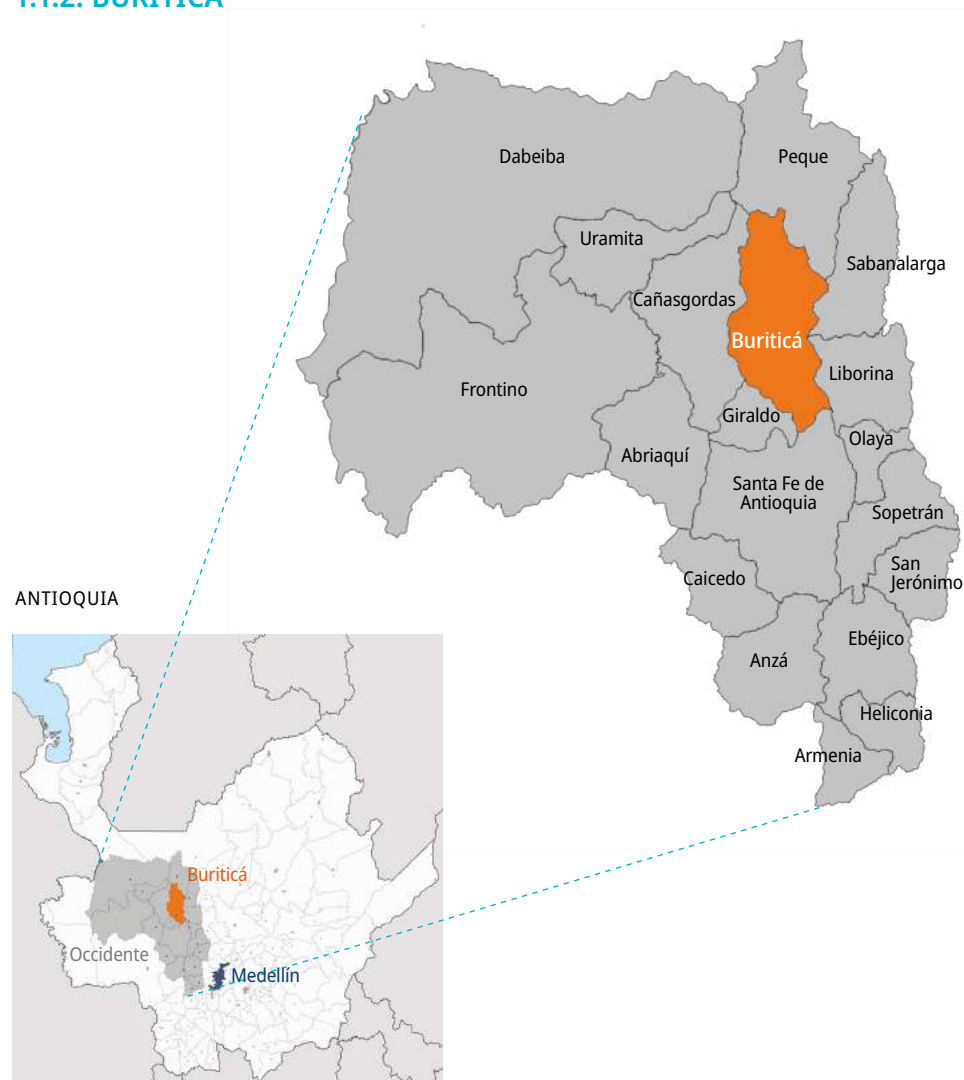 1.1.2. BURITICÁ
Dabeiba
Peque
Uramita
Sabanalarga
Cañasgordas
Buriticá
Liborina
Frontino
Giraldo
Olaya
Abriaquí
Santa Fe de
Antioquia
Sopetrán
San
Jerónimo
Caicedo
ANTIOQUIA
Ebéjico
Anzá
Heliconia
Armenia
Buriticá
Occidente
Medellín